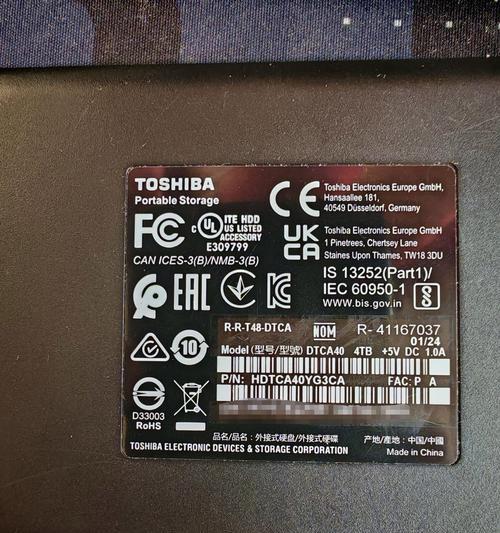 TOSHIBA
Portable Storage
Toshiba Electronics Europe GmbH,
Hansaallee 181,
40549 Düsseldorf, Germany
CE
FC
c UL US ITE HDD
LISTED
ACCESSORY
E309799
UK
CA
Toshiba Electronics Europe GmbH
1 Pinetrees, Chertsey Lane
Staines Upon Thames, TW18 3DU
CAN ICES-3(B)/NMB-3(B)
IS 13252(Part1)/
IEC 60950-1
www.bis.gov.in
EAC
R-R-T48-DTCA
NOM
R- 41167037
01/24
10
Model (型号/型號) DTCA40 4TB +5V DC 1.0A
P/N: HDTCA40YG3CA FAC: P A
D33003
RoHS
品名/品名: 外接式硬盘/外接式硬碟
产地/產地: 中国/中國
TOSHIBA ELECTRONIC DEVICES & STORAGE CORPORATION
Made in China